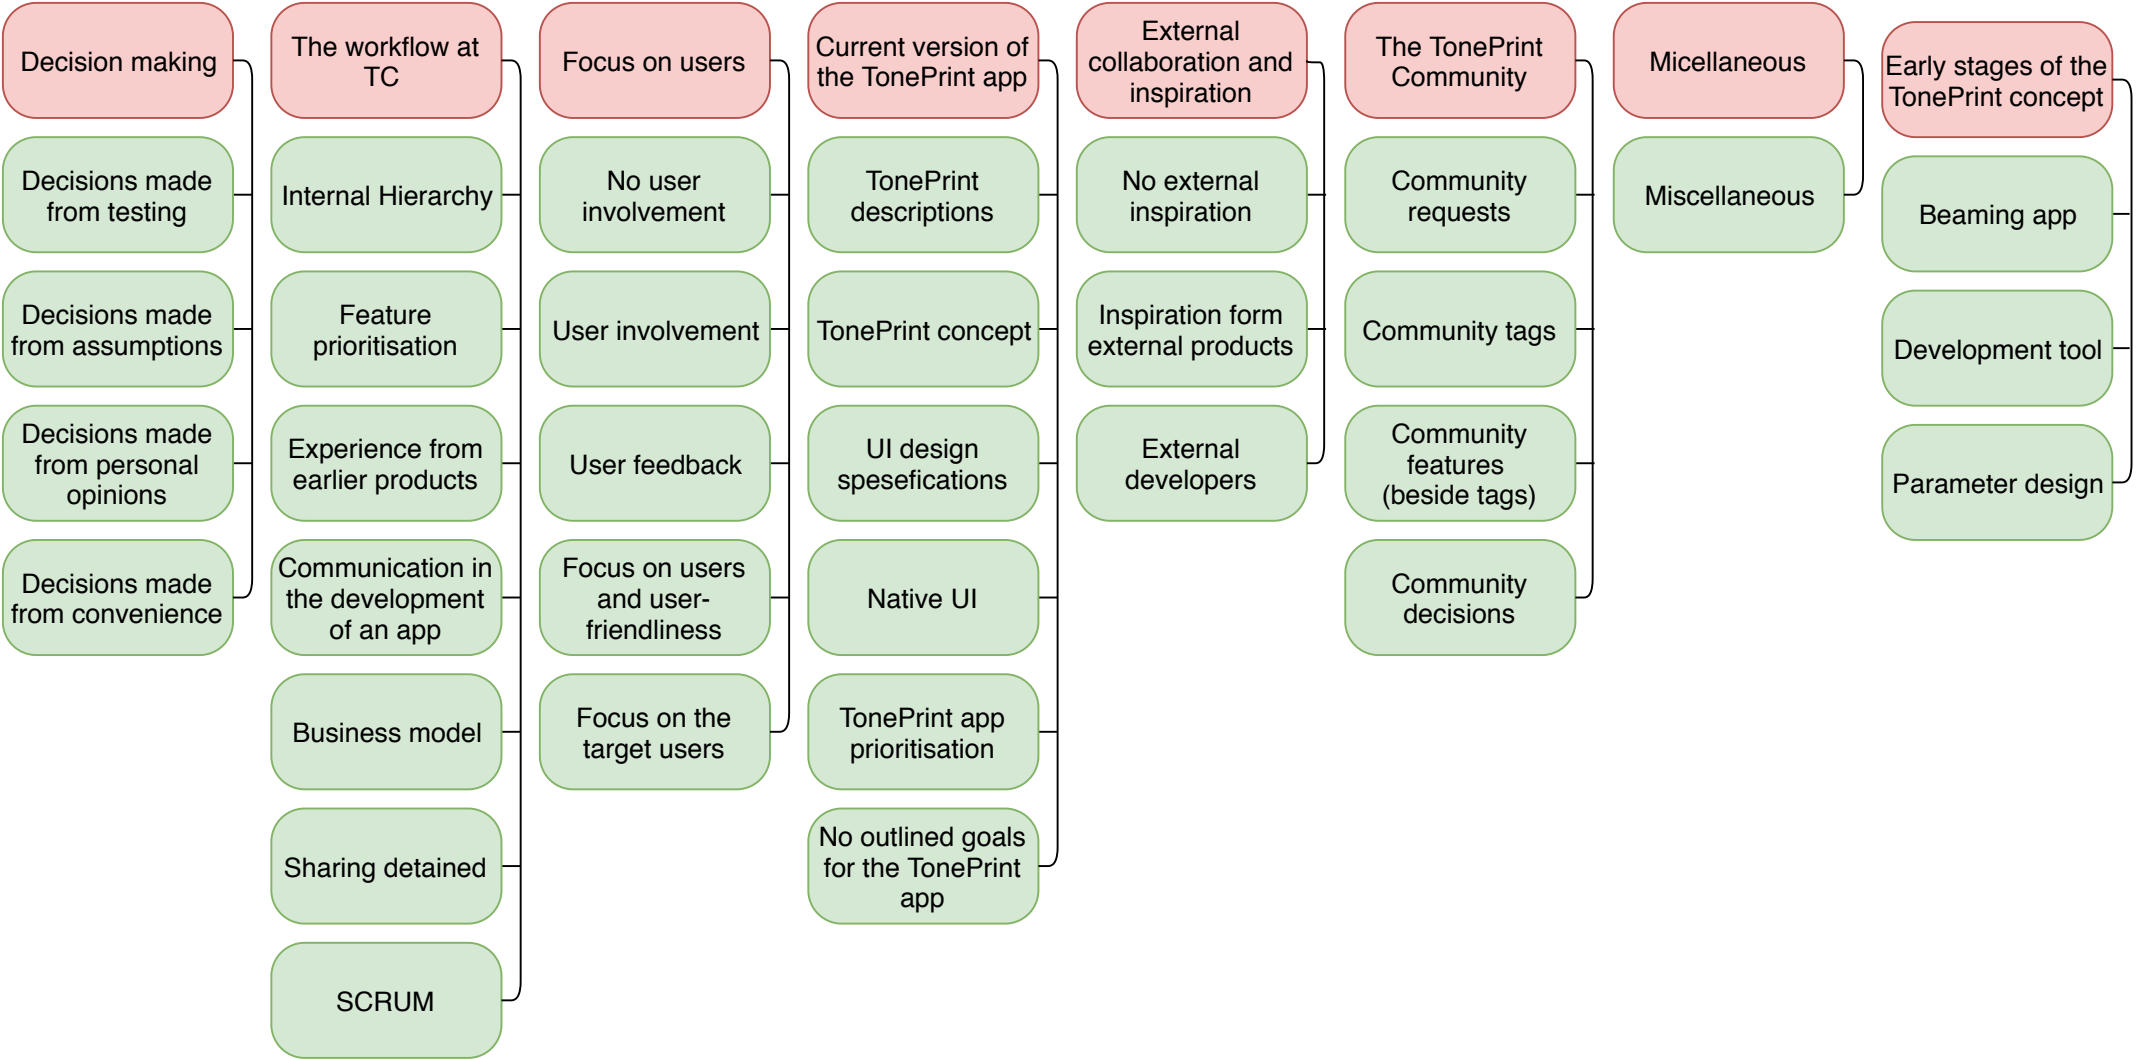 Decision making
Decisions made
from testing
Decisions made
from assumptions
Decisions made
from personal
opinions
Decisions made
from convenience
The workflow at
TC
Internal Hierarchy
Feature
prioritisation
Experience from
earlier products
Communication in
the development
of an app
Business model
Sharing detained
SCRUM
Focus on users
No user
involvement
User involvement
User feedback
Focus on users
and user-
friendliness
Focus on the
target users
Current version of
the TonePrint app
TonePrint
descriptions
TonePrint concept
UI design
spesefications
Native UI
TonePrint app
prioritisation
No outlined goals
for the TonePrint
app
External
collaboration and
inspiration
No external
inspiration
Inspiration form
external products
External
developers
The TonePrint
Community
Community
requests
Community tags
Community
features
(beside tags)
Community
decisions
Micellaneous
Miscellaneous
Early stages of the
TonePrint concept
Beaming app
Development tool
Parameter design